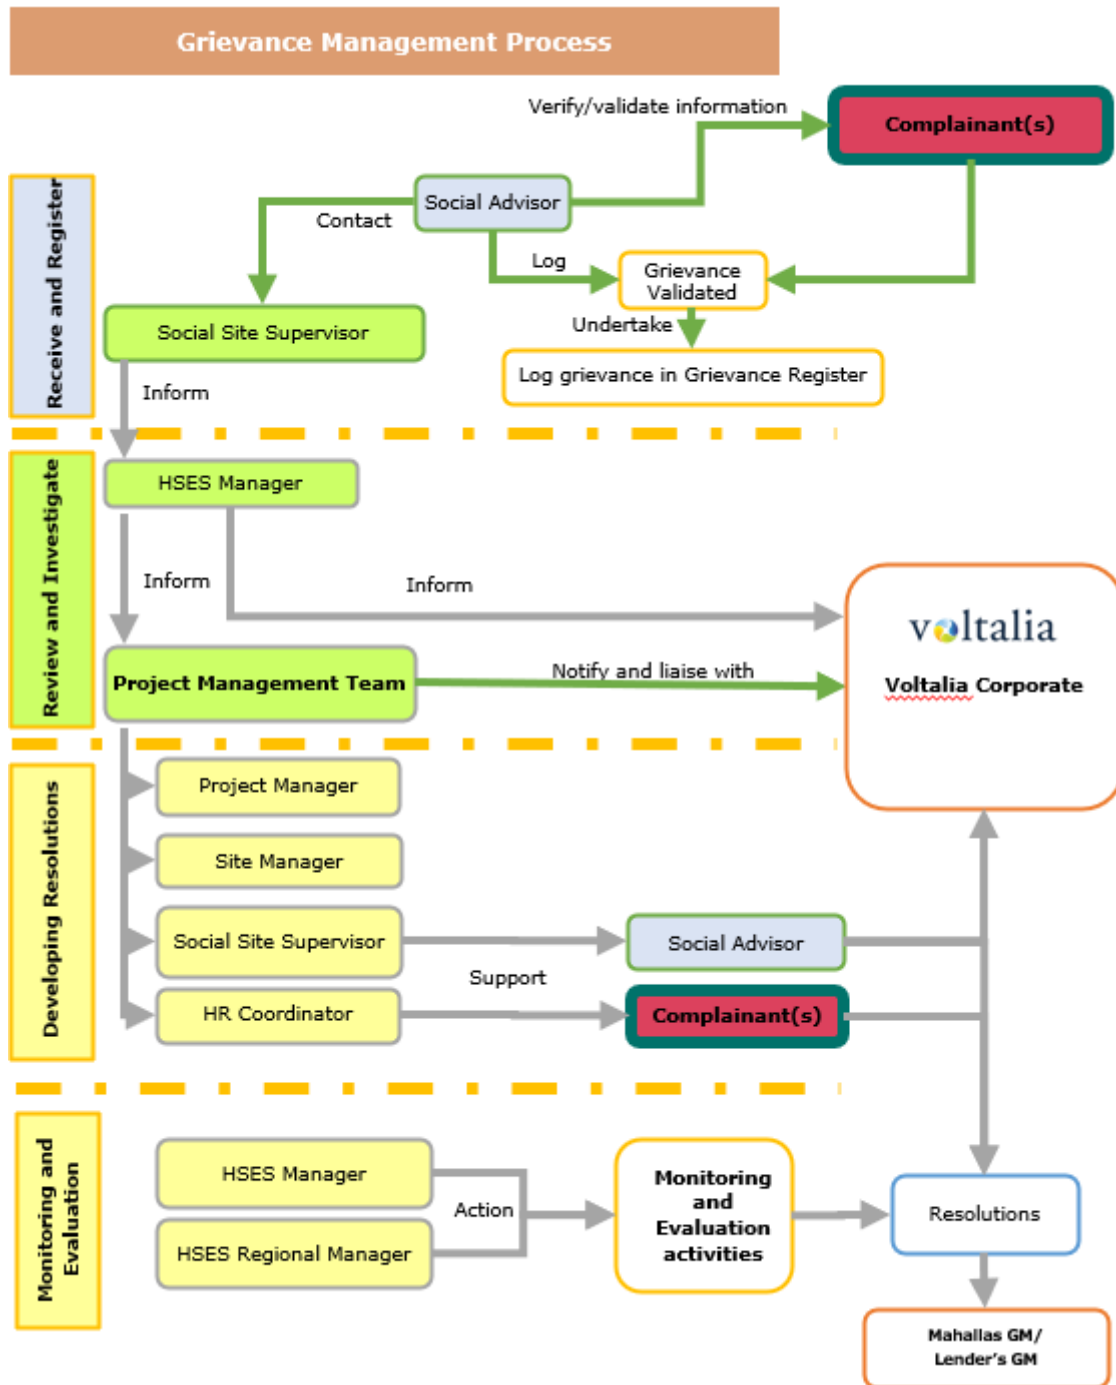 Grievance Management Process
Verify/validate information
Complainant(s)
Receive and Register
Social Advisor
Contact
Log
Grievance
Validated
Social Site Supervisor
Undertake
Log grievance in Grievance Register
Inform
Review and Investigate
HSES Manager
Inform
Inform
voltalia
Voltalia Corporate
Project Management Team
Notify and liaise with
Developing Resolutions
Project Manager
Site Manager
Social Site Supervisor
Social Advisor
Support
HR Coordinator
Complainant(s)
Monitoring and
Evaluation
HSES Manager
Action
HSES Regional Manager
Monitoring
and
Evaluation
activities
Resolutions
Mahallas GM/
Lender's GM